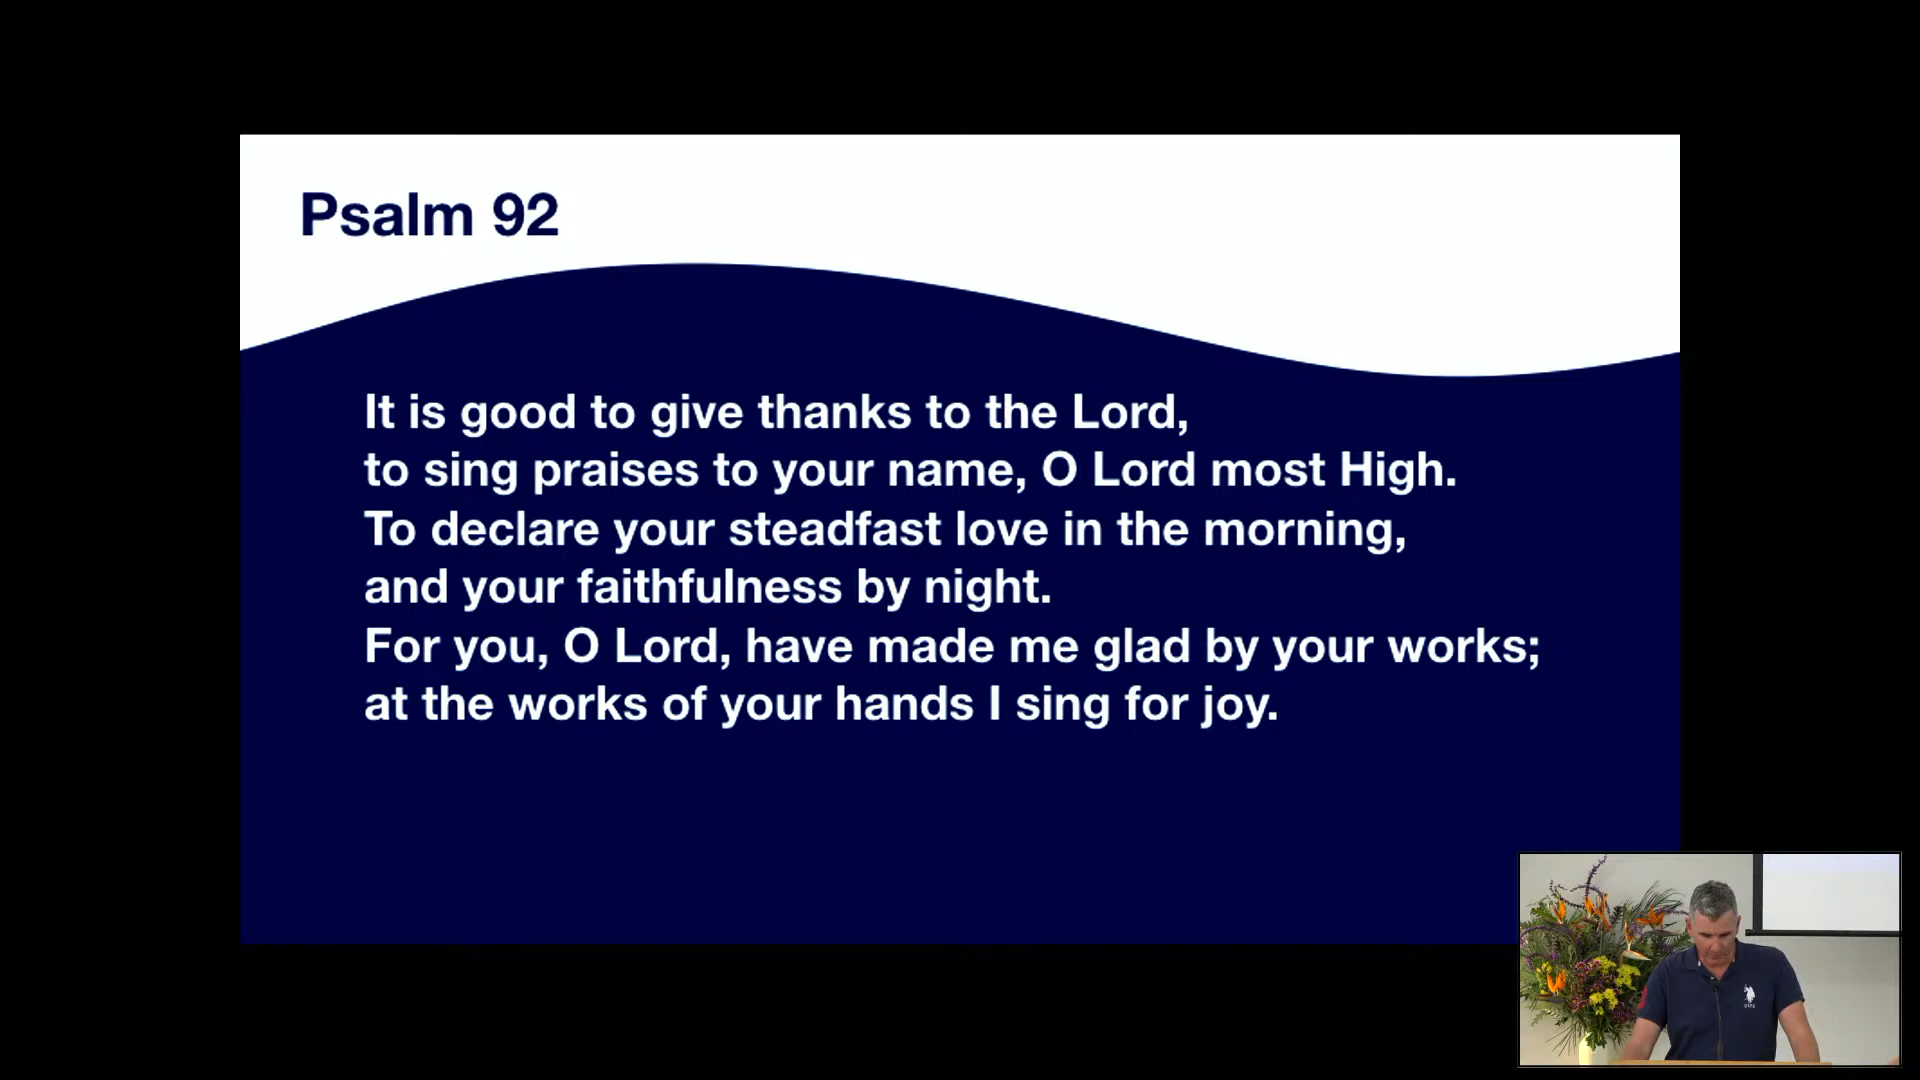 Psalm 92
It is good to give thanks to the Lord,
to sing praises to your name, O Lord most High.
To declare your steadfast love in the morning,
and your faithfulness by night.
For you, O Lord, have made me glad by your works;
at the works of your hands I sing for joy.